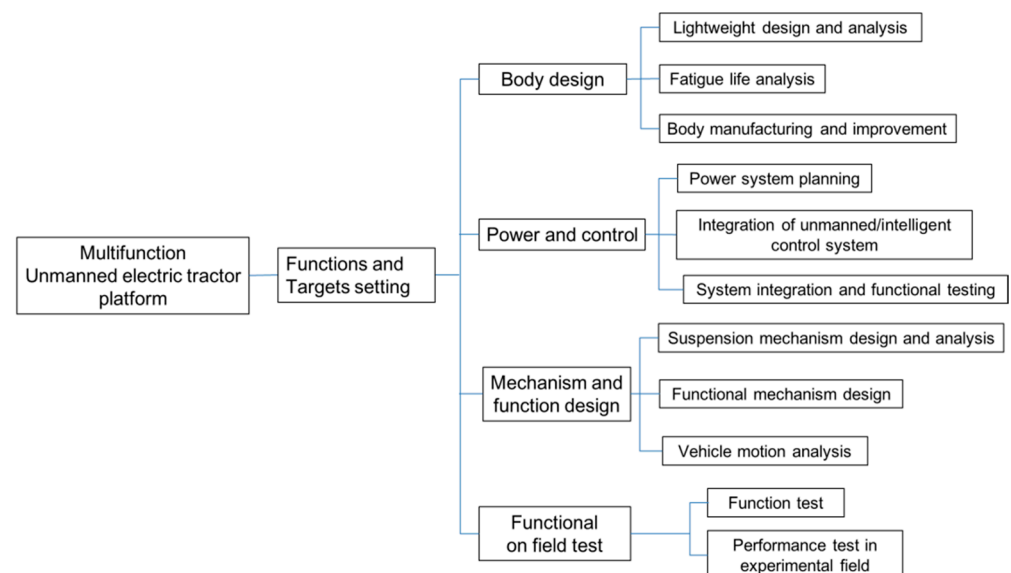 Multifunction
Unmanned electric tractor
platform
Functions and
Targets setting
Body design
Lightweight design and analysis
Fatigue life analysis
Body manufacturing and improvement
Power and control
Power system planning
Integration of unmanned/intelligent
control system
System integration and functional testing
Mechanism and
function design
Suspension mechanism design and analysis
Functional mechanism design
Vehicle motion analysis
Functional
on field test
Function test
Performance test in
experimental field